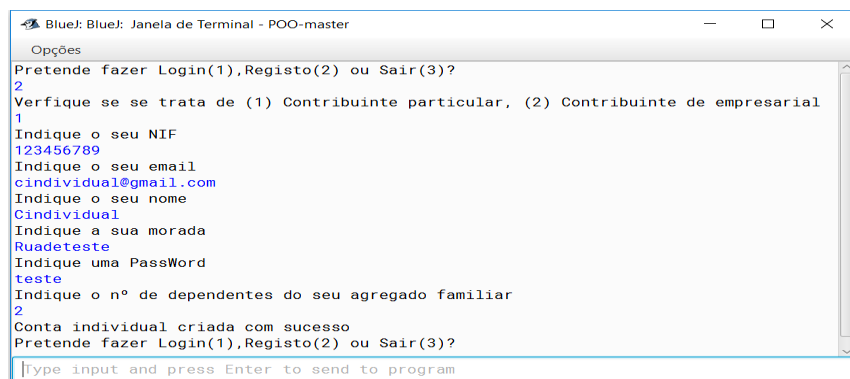 BlueJ: BlueJ: Janela de Terminal - POO-master
Opções
Pretende fazer Login(1),Registo(2) ou Sair(3)?
2
Verfique se se trata de (1) Contribuinte particular, (2) Contribuinte de empresarial
1
Indique o seu NIF
123456789
Indique o seu email
cindividual@gmail.com
Indique o seu nome
Cindividual
Indique a sua morada
Ruadeteste
Indique uma PassWord
teste
Indique o nº de dependentes do seu agregado familiar
2
Conta individual criada com sucesso
Pretende fazer Login(1),Registo(2) ou Sair(3)?
Type input and press Enter to send to program